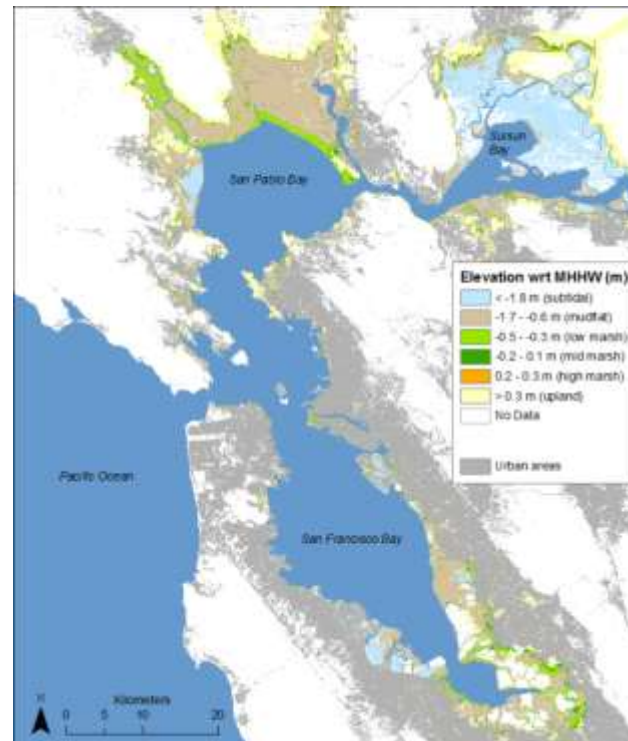 San Pablo Bay
Suisun
Bay
Elevation wrt MHHW (m)
< -1.8 m (subtidal)
-1.7 - -0.6 m (mudflat)
-0.5 - -0.3 m (low marsh)
-0.2 - 0.1 m (mid marsh)
0.2 - 0.3 m (high marsh)
> 0.3 m (upland)
No Data
Urban areas
Pacific Ocean
San Francisco Bay
N
Kilometers
0 5 10 20